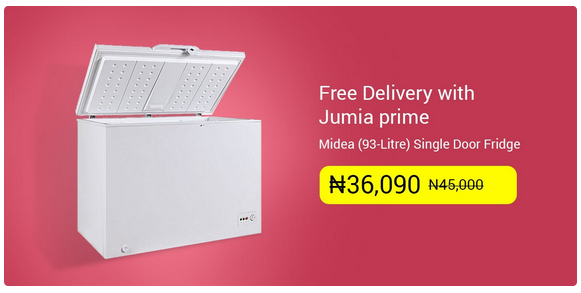 Free Delivery with
Jumia prime
Midea (93-Litre) Single Door Fridge
₦36,090 ₦45,000